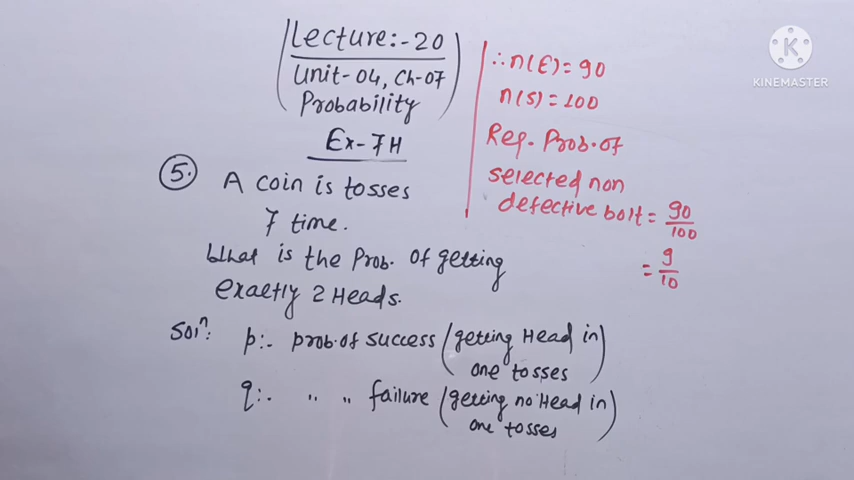 Lecture:-20
Unit-04, Ch-07
Probability
Ex-7H
5. A coin is tosses
7 time.
What is the Prob. of getting
exactly 2 Heads.
Solⁿ: p:- prob. of success (getting Head in
one tosses)
q:- " " failure (getting no Head in
one tosses)
∴ n(E) = 90
n(S) = 100
Req. Prob. of
selected non
defective bolt = 90/100
= 9/10
K
KINEMASTER